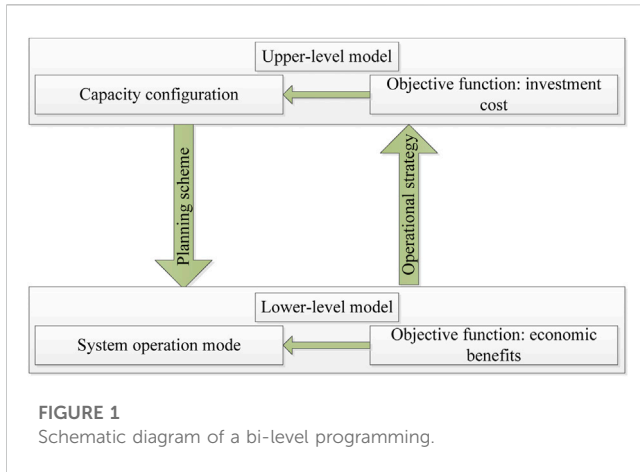 Upper-level model
Capacity configuration
Objective function: investment
cost
Planning scheme
Operational strategy
Lower-level model
System operation mode
Objective function: economic
benefits
FIGURE 1
Schematic diagram of a bi-level programming.